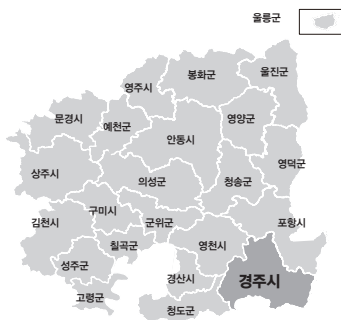 울릉군
봉화군
울진군
영주시
문경시
예천군
영양군
안동시
영덕군
상주시
의성군
청송군
구미시
김천시
군위군
포항시
칠곡군
영천시
성주군
경산시
경주시
고령군
청도군